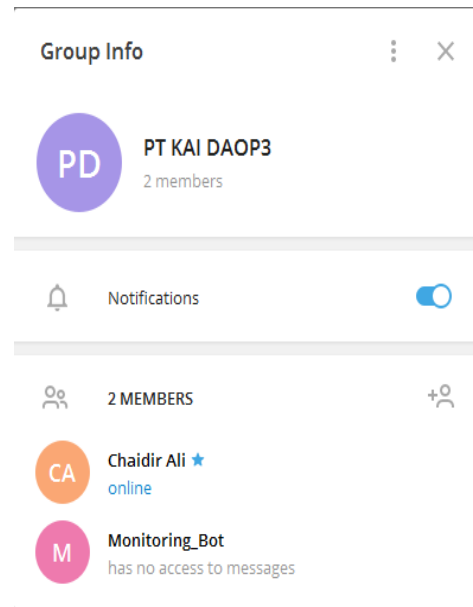 Group Info
PD
PT KAI DAOP3
2 members
Notifications
2 MEMBERS
CA
Chaidir Ali
online
M
Monitoring_Bot
has no access to messages